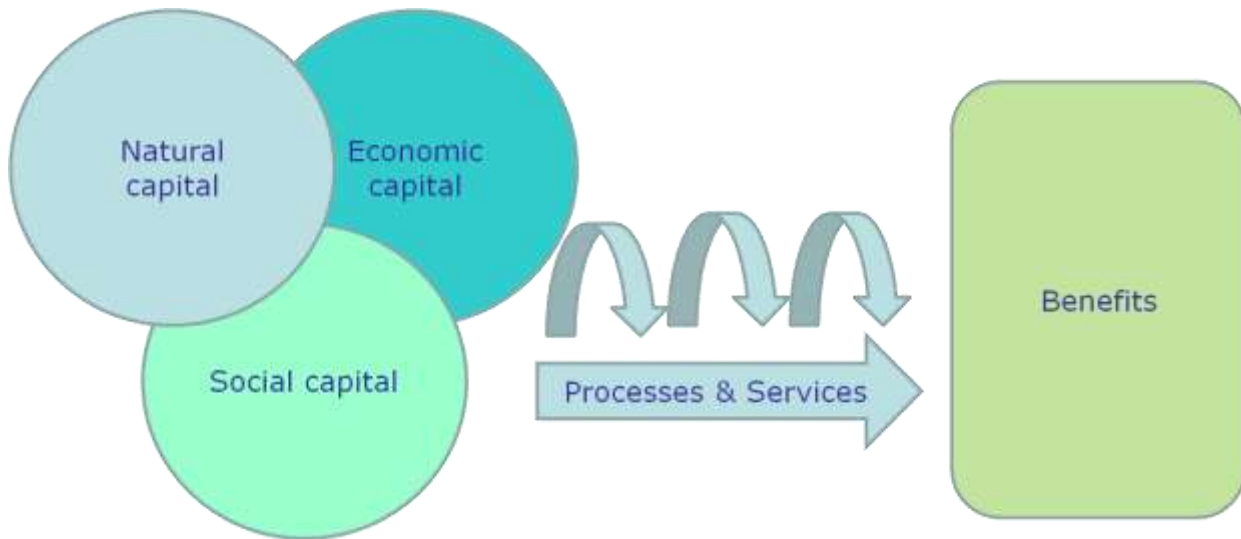 Natural
capital
Economic
capital
Social capital
Processes & Services
Benefits